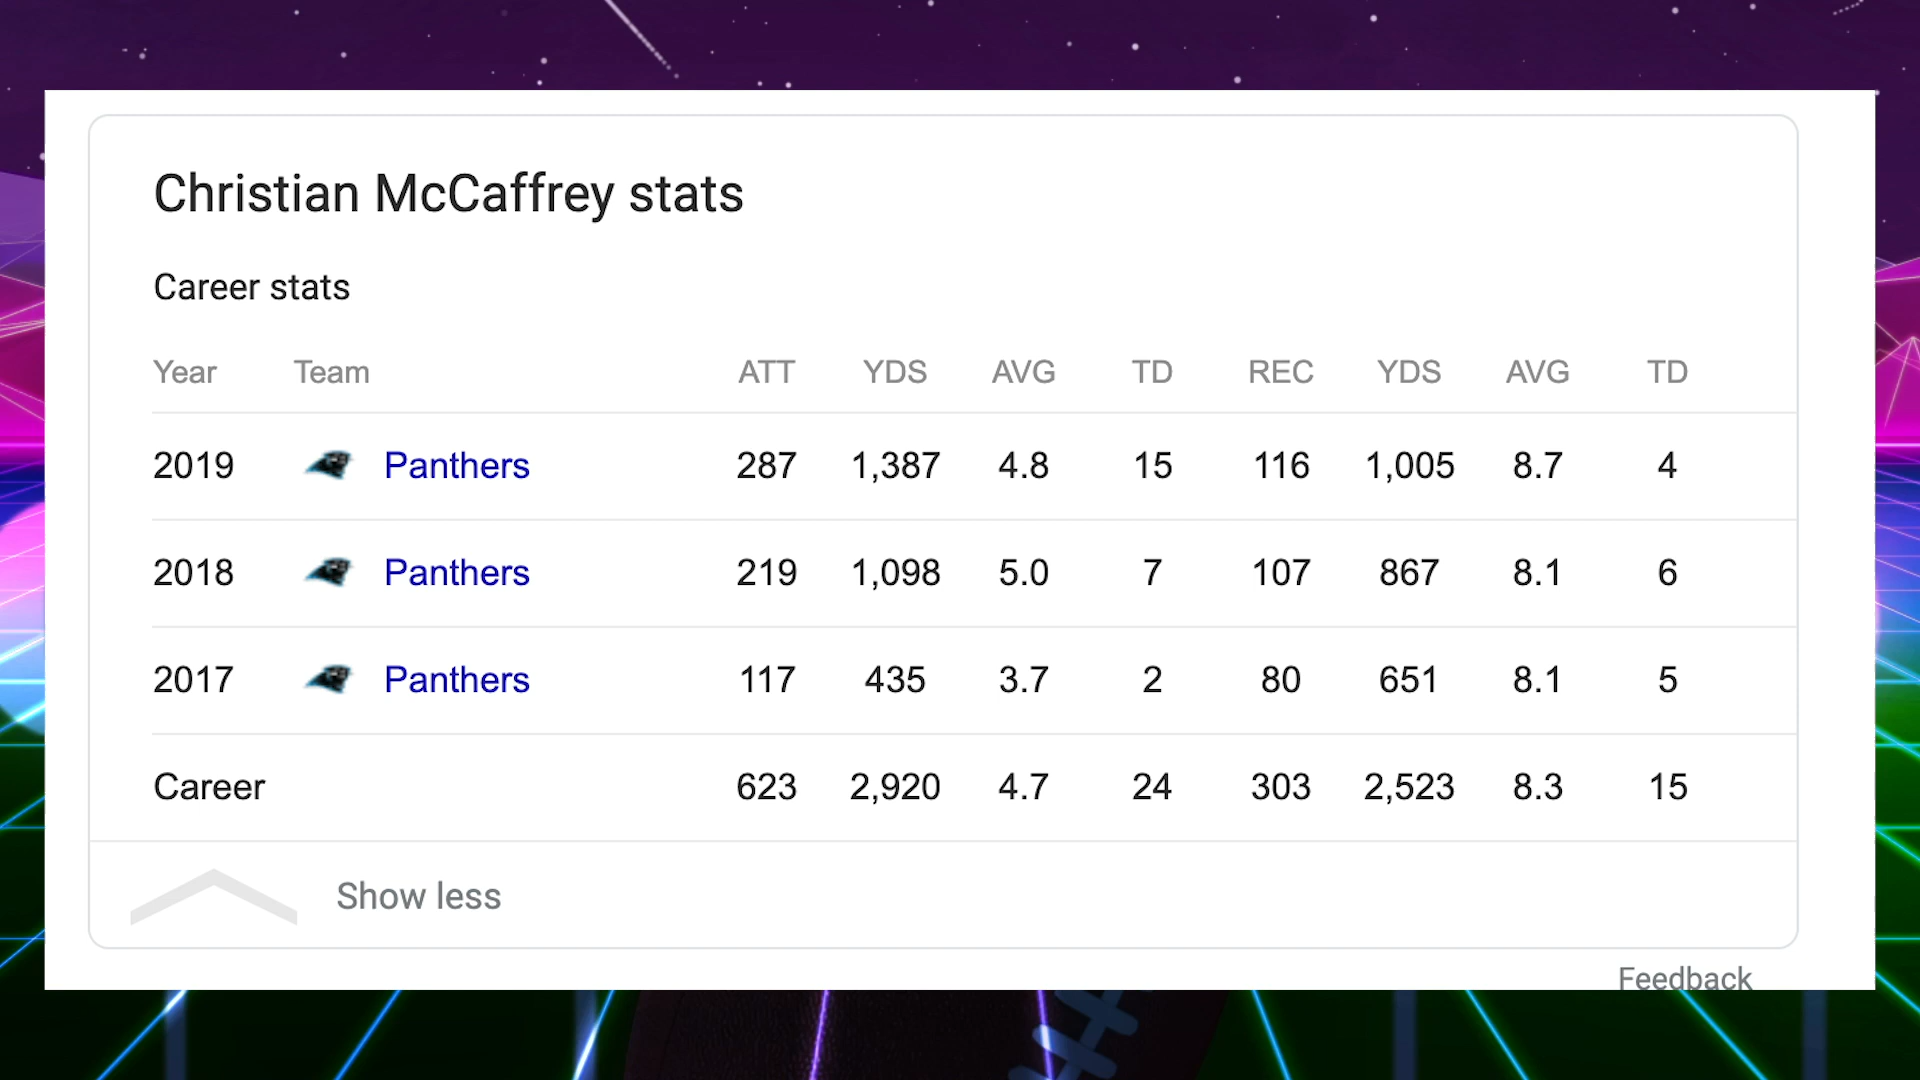 Christian McCaffrey stats
Career stats
Year Team ATT YDS AVG TD REC YDS AVG TD
2019 Panthers 287 1,387 4.8 15 116 1,005 8.7 4
2018 Panthers 219 1,098 5.0 7 107 867 8.1 6
2017 Panthers 117 435 3.7 2 80 651 8.1 5
Career 623 2,920 4.7 24 303 2,523 8.3 15
Show less
Feedback